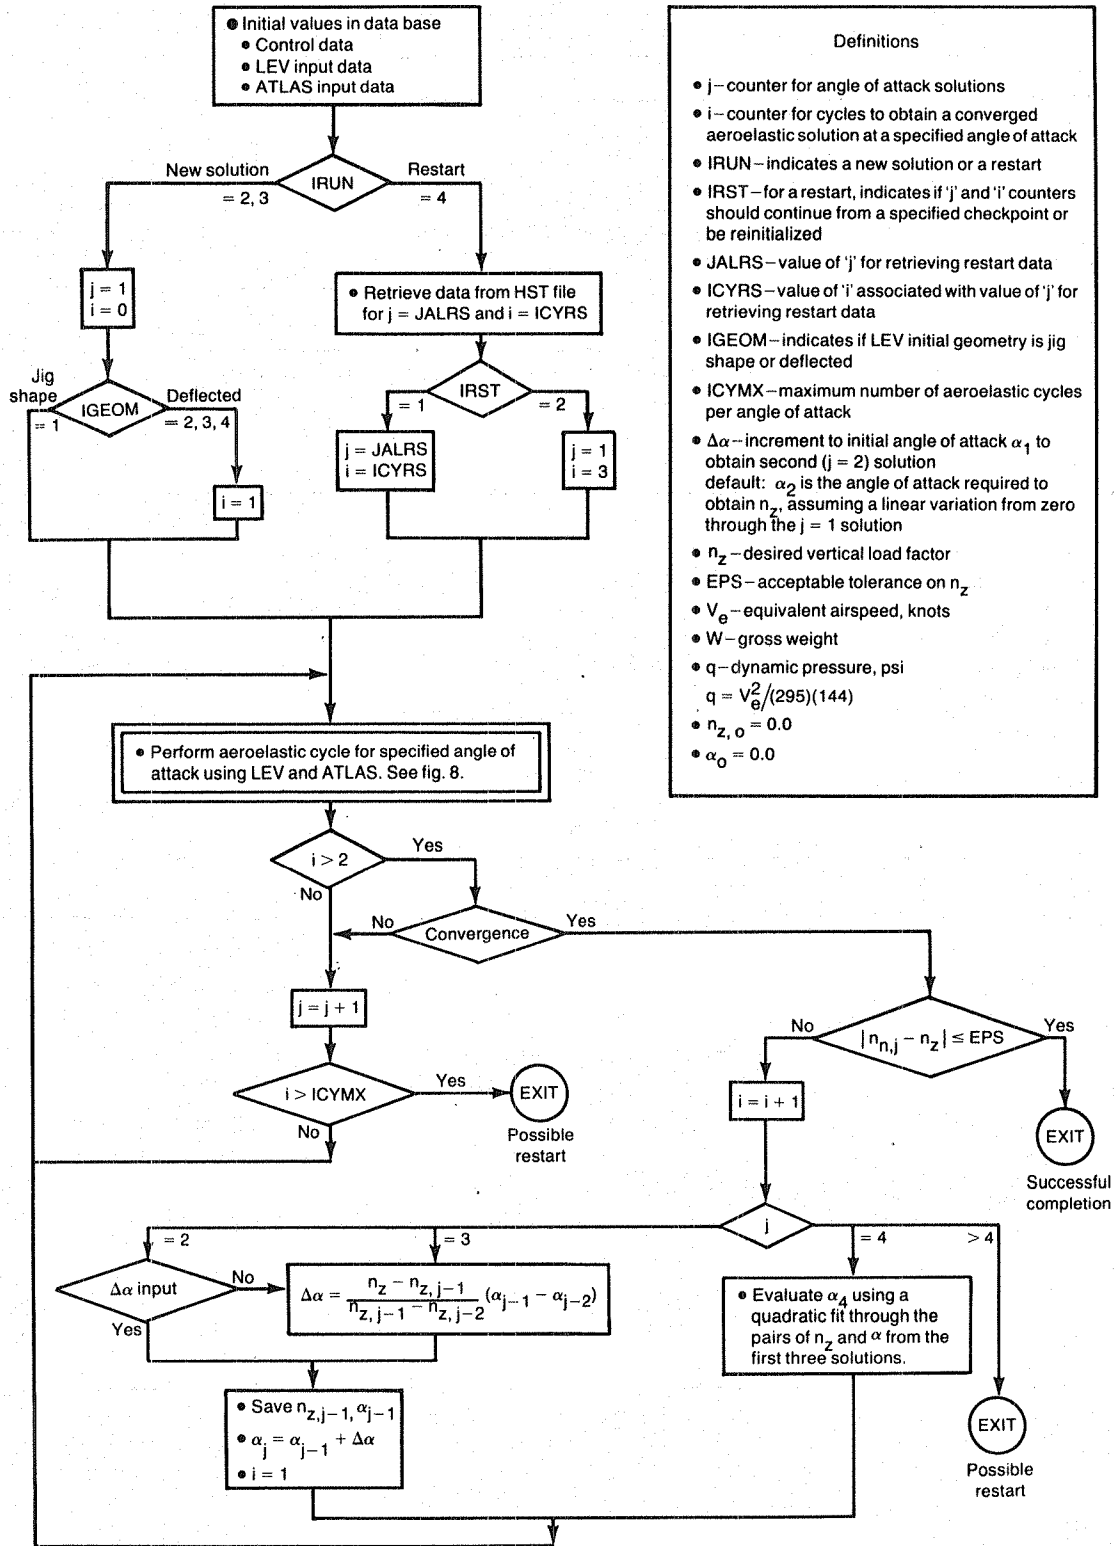 ● Initial values in data base
● Control data
● LEV input data
● ATLAS input data
New solution
= 2, 3
IRUN
Restart
= 4
j = 1
i = 0
● Retrieve data from HST file
for j = JALRS and i = ICYRS
Jig
shape
= 1
IGEOM
Deflected
= 2, 3, 4
i = 1
IRST
= 1
= 2
j = JALRS
i = ICYRS
j = 1
i = 3
● Perform aeroelastic cycle for specified angle of
attack using LEV and ATLAS. See fig. 8.
i > 2
Yes
No
Convergence
No
Yes
j = j + 1
i > ICYMX
Yes
No
EXIT
Possible
restart
|n_{n,j} − n_z| ≤ EPS
No
Yes
i = i + 1
EXIT
Successful
completion
j
= 2
= 3
= 4
> 4
Δα input
No
Yes
Δα = \frac{n_z − n_{z, j−1}}{n_{z, j−1} − n_{z, j−2}} (α_{j−1} − α_{j−2})
● Evaluate α_4 using a
quadratic fit through the
pairs of n_z and α from the
first three solutions.
● Save n_{z,j−1}, α_{j−1}
● α_j = α_{j−1} + Δα
● i = 1
EXIT
Possible
restart
Definitions
● j–counter for angle of attack solutions
● i–counter for cycles to obtain a converged
aeroelastic solution at a specified angle of attack
● IRUN–indicates a new solution or a restart
● IRST–for a restart, indicates if 'j' and 'i' counters
should continue from a specified checkpoint or
be reinitialized
● JALRS–value of 'j' for retrieving restart data
● ICYRS–value of 'i' associated with value of 'j' for
retrieving restart data
● IGEOM–indicates if LEV initial geometry is jig
shape or deflected
● ICYMX–maximum number of aeroelastic cycles
per angle of attack
● Δα–increment to initial angle of attack α_1 to
obtain second (j = 2) solution
default: α_2 is the angle of attack required to
obtain n_z, assuming a linear variation from zero
through the j = 1 solution
● n_z–desired vertical load factor
● EPS–acceptable tolerance on n_z
● V_e–equivalent airspeed, knots
● W–gross weight
● q–dynamic pressure, psi
q = V_e^2/(295)(144)
● n_{z, o} = 0.0
● α_o = 0.0